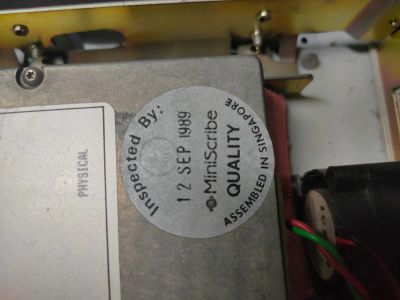 PHYSICAL
Inspected By:
12 SEP 1989
MiniScribe
QUALITY
ASSEMBLED IN SINGAPORE